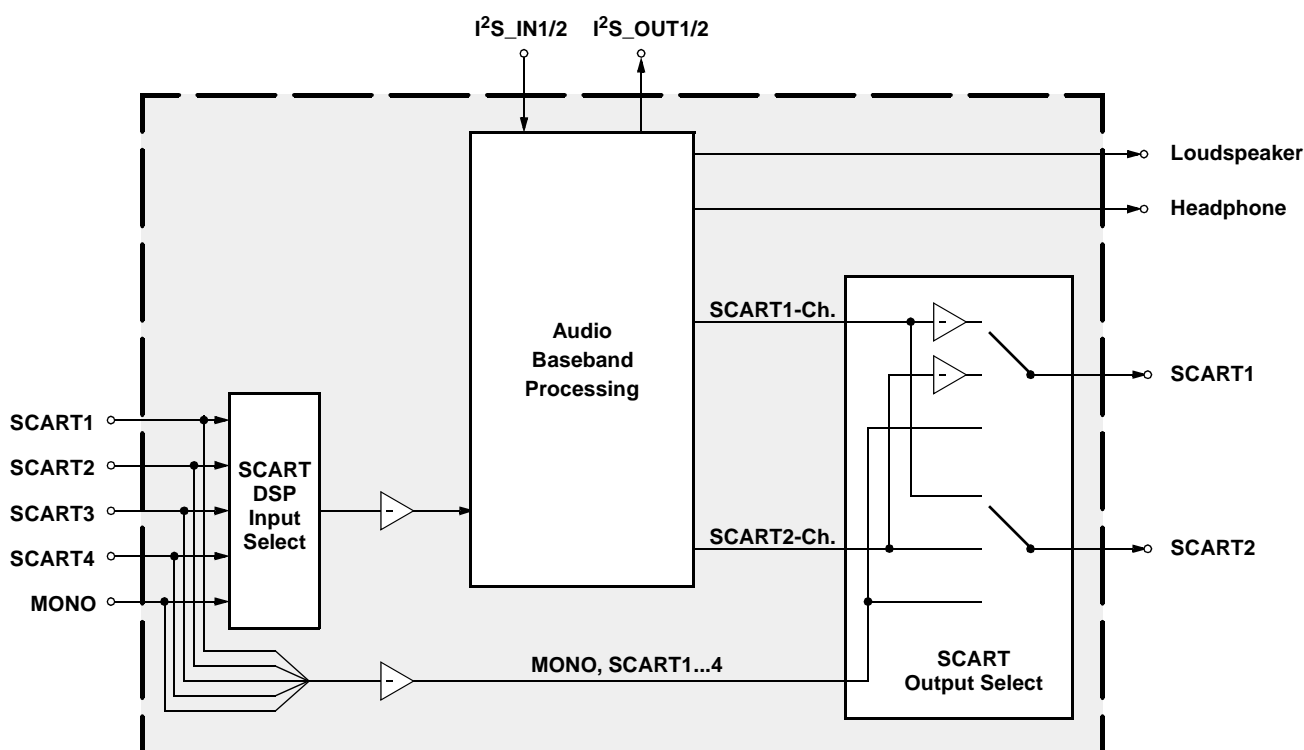 I²S_IN1/2 I²S_OUT1/2
Loudspeaker
Headphone
SCART1-Ch.
Audio
Baseband
Processing
SCART1
SCART1
SCART2
SCART3
SCART4
MONO
SCART
DSP
Input
Select
-
-
-
SCART2-Ch.
SCART2
-
MONO, SCART1...4
SCART
Output Select